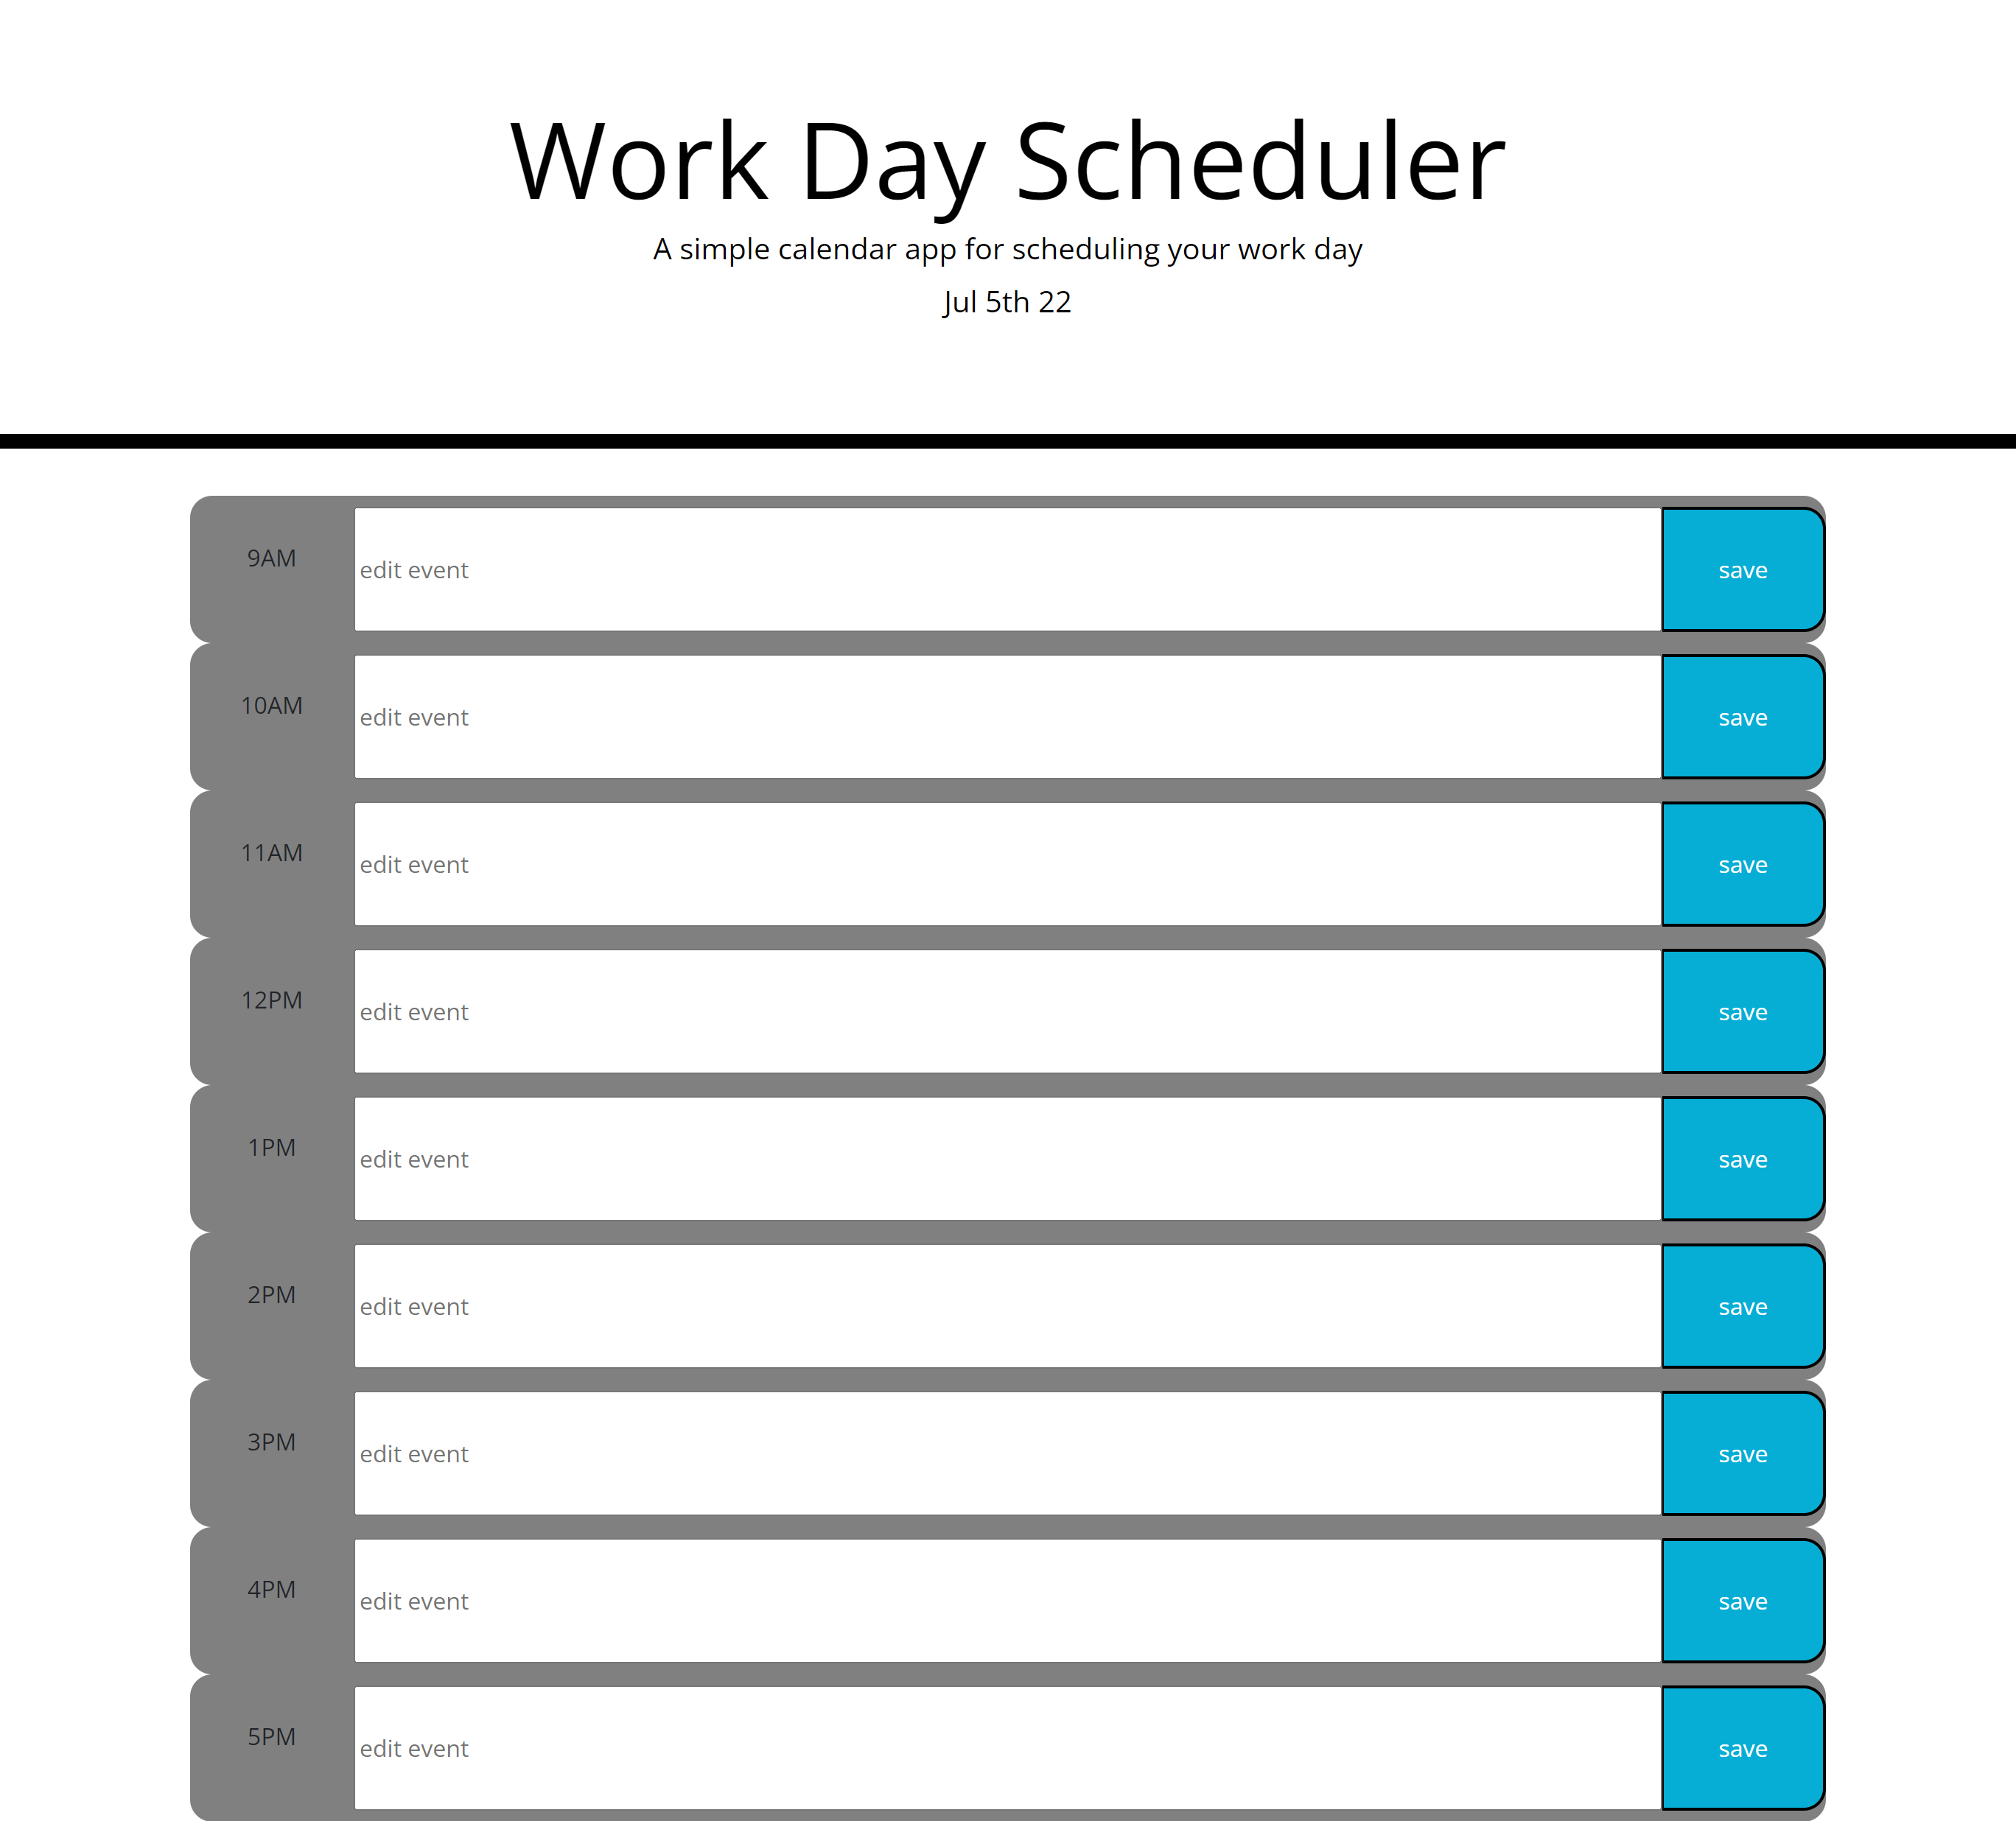 Work Day Scheduler
A simple calendar app for scheduling your work day
Jul 5th 22
9AM edit event save
10AM edit event save
11AM edit event save
12PM edit event save
1PM edit event save
2PM edit event save
3PM edit event save
4PM edit event save
5PM edit event save